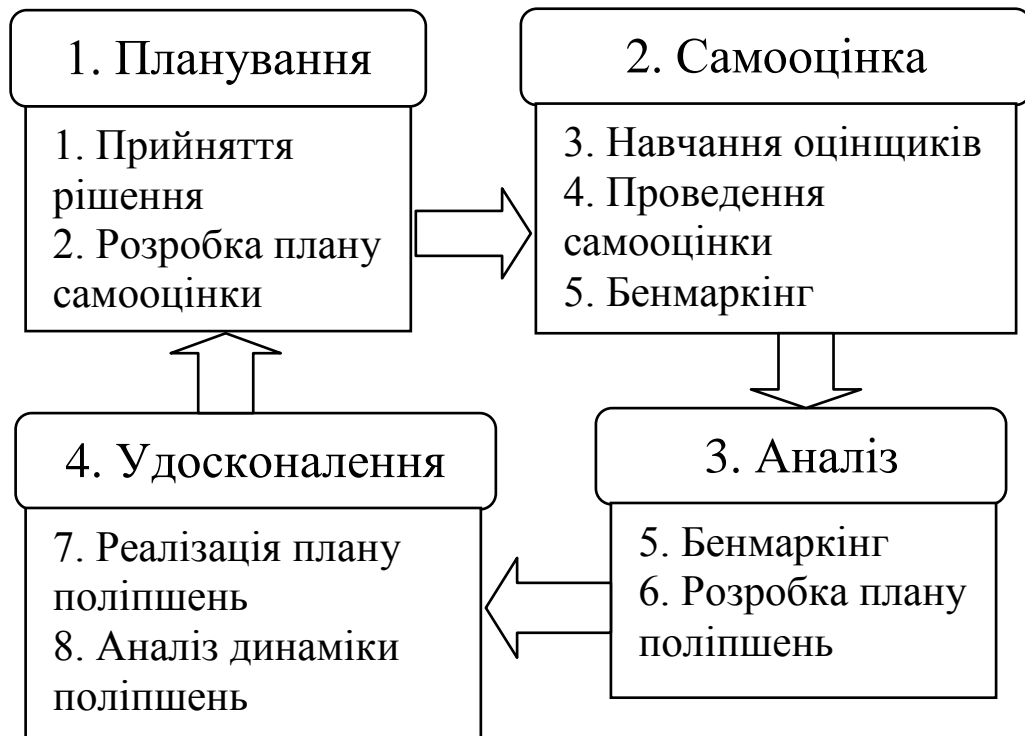 1. Планування
1. Прийняття
рішення
2. Розробка плану
самооцінки
2. Самооцінка
3. Навчання оцінщиків
4. Проведення
самооцінки
5. Бенмаркінг
3. Аналіз
5. Бенмаркінг
6. Розробка плану
поліпшень
4. Удосконалення
7. Реалізація плану
поліпшень
8. Аналіз динаміки
поліпшень